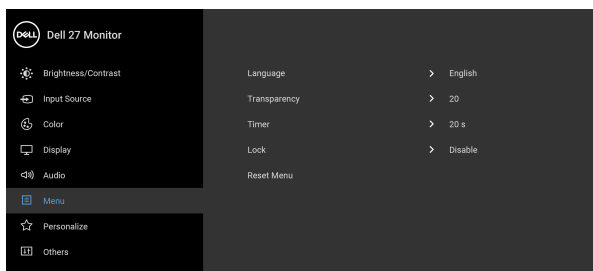 DELL Dell 27 Monitor
Brightness/Contrast
Language > English
Input Source
Transparency > 20
Color
Timer > 20 s
Display
Lock > Disable
Audio
Reset Menu
Menu
Personalize
Others